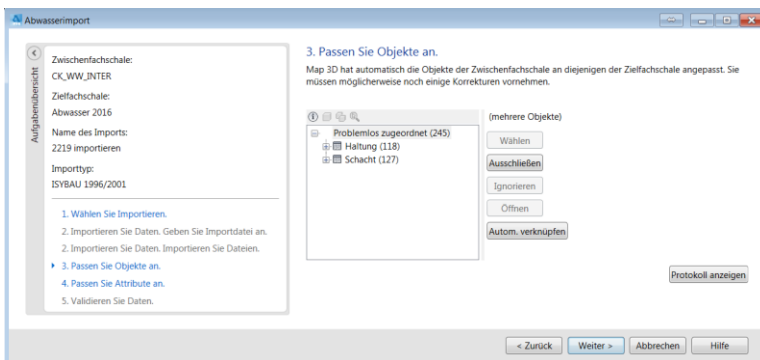 Abwasserimport
Aufgabenübersicht
Zwischenfachschale:
CK_WW_INTER
Zielfachschale:
Abwasser 2016
Name des Imports:
2219 importieren
Importtyp:
ISYBAU 1996/2001
1. Wählen Sie Importieren.
2. Importieren Sie Daten. Geben Sie Importdatei an.
2. Importieren Sie Daten. Importieren Sie Dateien.
3. Passen Sie Objekte an.
4. Passen Sie Attribute an.
5. Validieren Sie Daten.
3. Passen Sie Objekte an.
Map 3D hat automatisch die Objekte der Zwischenfachschale an diejenigen der Zielfachschale angepasst. Sie
müssen möglicherweise noch einige Korrekturen vornehmen.
Problemlos zugeordnet (245)
Haltung (118)
Schacht (127)
(mehrere Objekte)
Wählen
Ausschließen
Ignorieren
Öffnen
Autom. verknüpfen
Protokoll anzeigen
< Zurück
Weiter >
Abbrechen
Hilfe